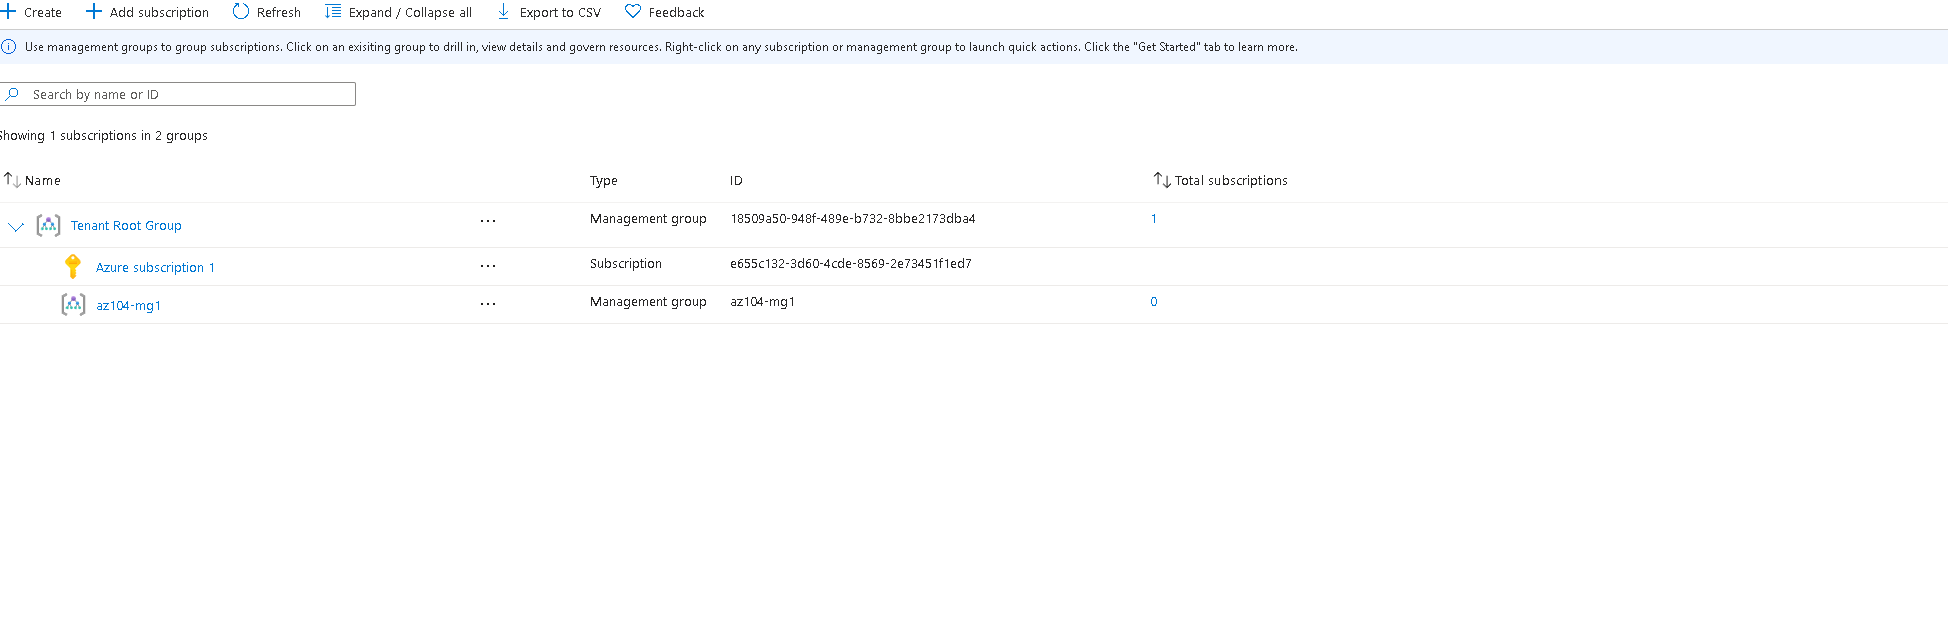 Create Add subscription Refresh Expand / Collapse all Export to CSV Feedback
Use management groups to group subscriptions. Click on an exisiting group to drill in, view details and govern resources. Right-click on any subscription or management group to launch quick actions. Click the "Get Started" tab to learn more.
Search by name or ID
Showing 1 subscriptions in 2 groups
Name Type ID Total subscriptions
Tenant Root Group ... Management group 18509a50-948f-489e-b732-8bbe2173dba4 1
Azure subscription 1 ... Subscription e655c132-3d60-4cde-8569-2e73451f1ed7
az104-mg1 ... Management group az104-mg1 0